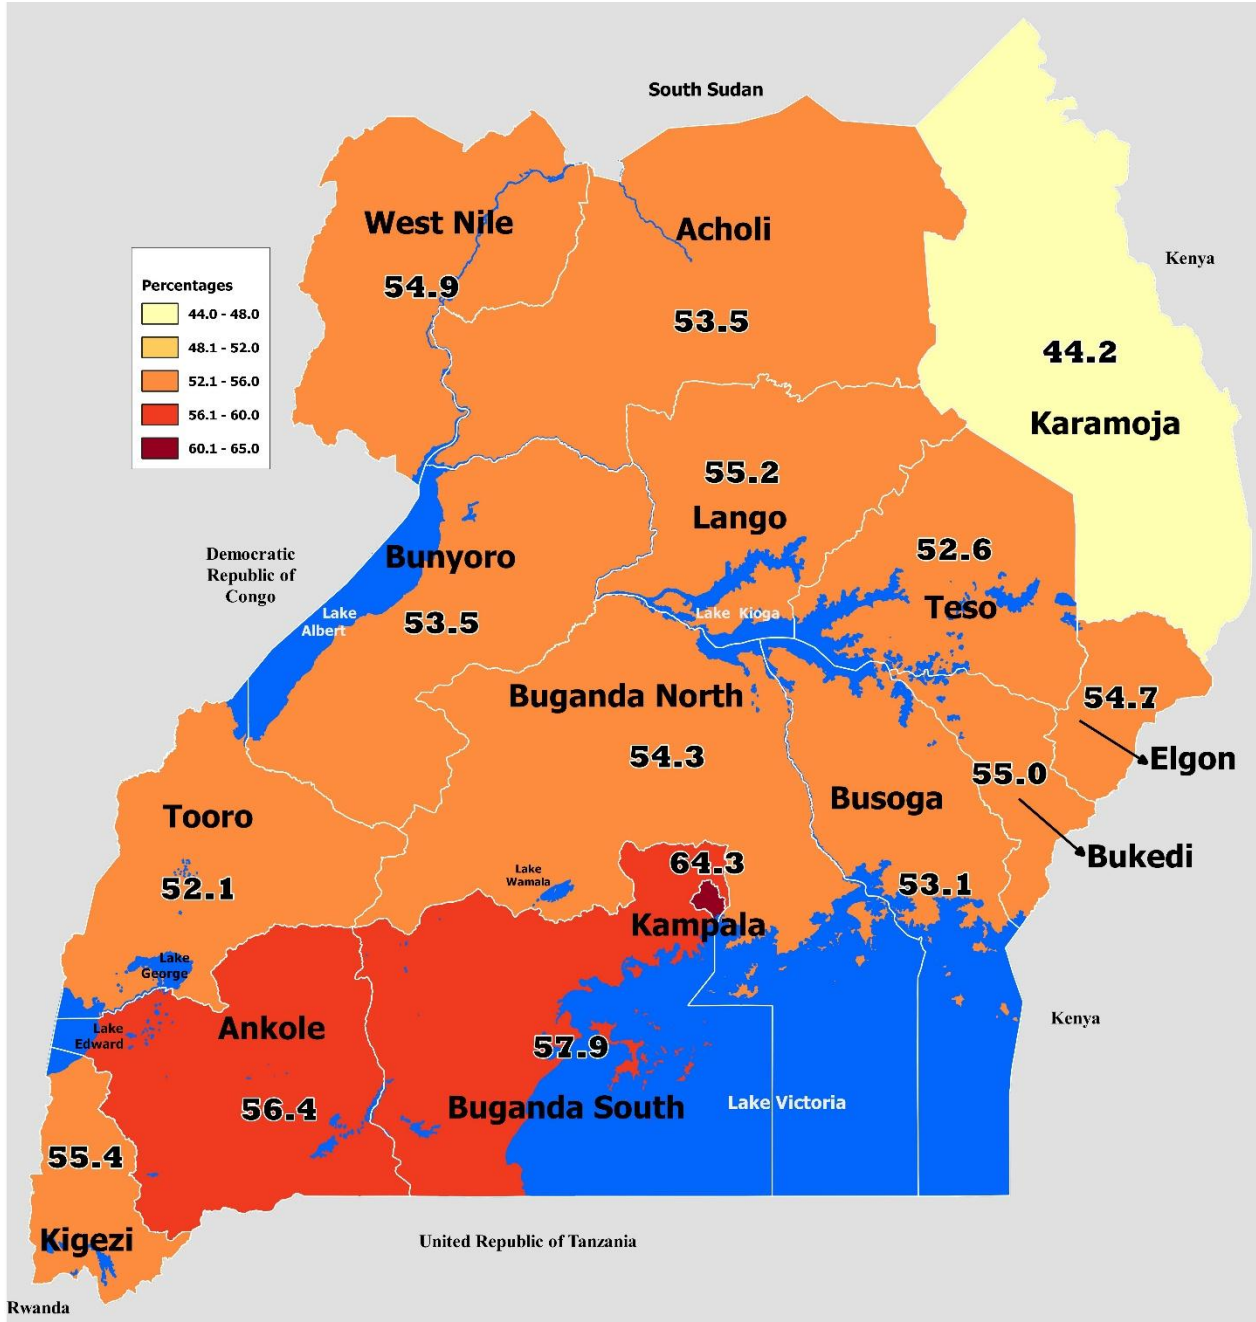 South Sudan
West Nile
54.9
Acholi
53.5
Kenya
44.2
Karamoja
Percentages
44.0 - 48.0
48.1 - 52.0
52.1 - 56.0
56.1 - 60.0
60.1 - 65.0
55.2
Lango
Democratic
Republic of
Congo
Bunyoro
53.5
Lake
Albert
52.6
Teso
Lake Kioga
Buganda North
54.3
54.7
Elgon
55.0
Bukedi
Busoga
53.1
Tooro
52.1
Lake
Wamala
64.3
Kampala
Lake
George
Lake
Edward
Ankole
56.4
57.9
Buganda South
Lake Victoria
Kenya
55.4
Kigezi
United Republic of Tanzania
Rwanda